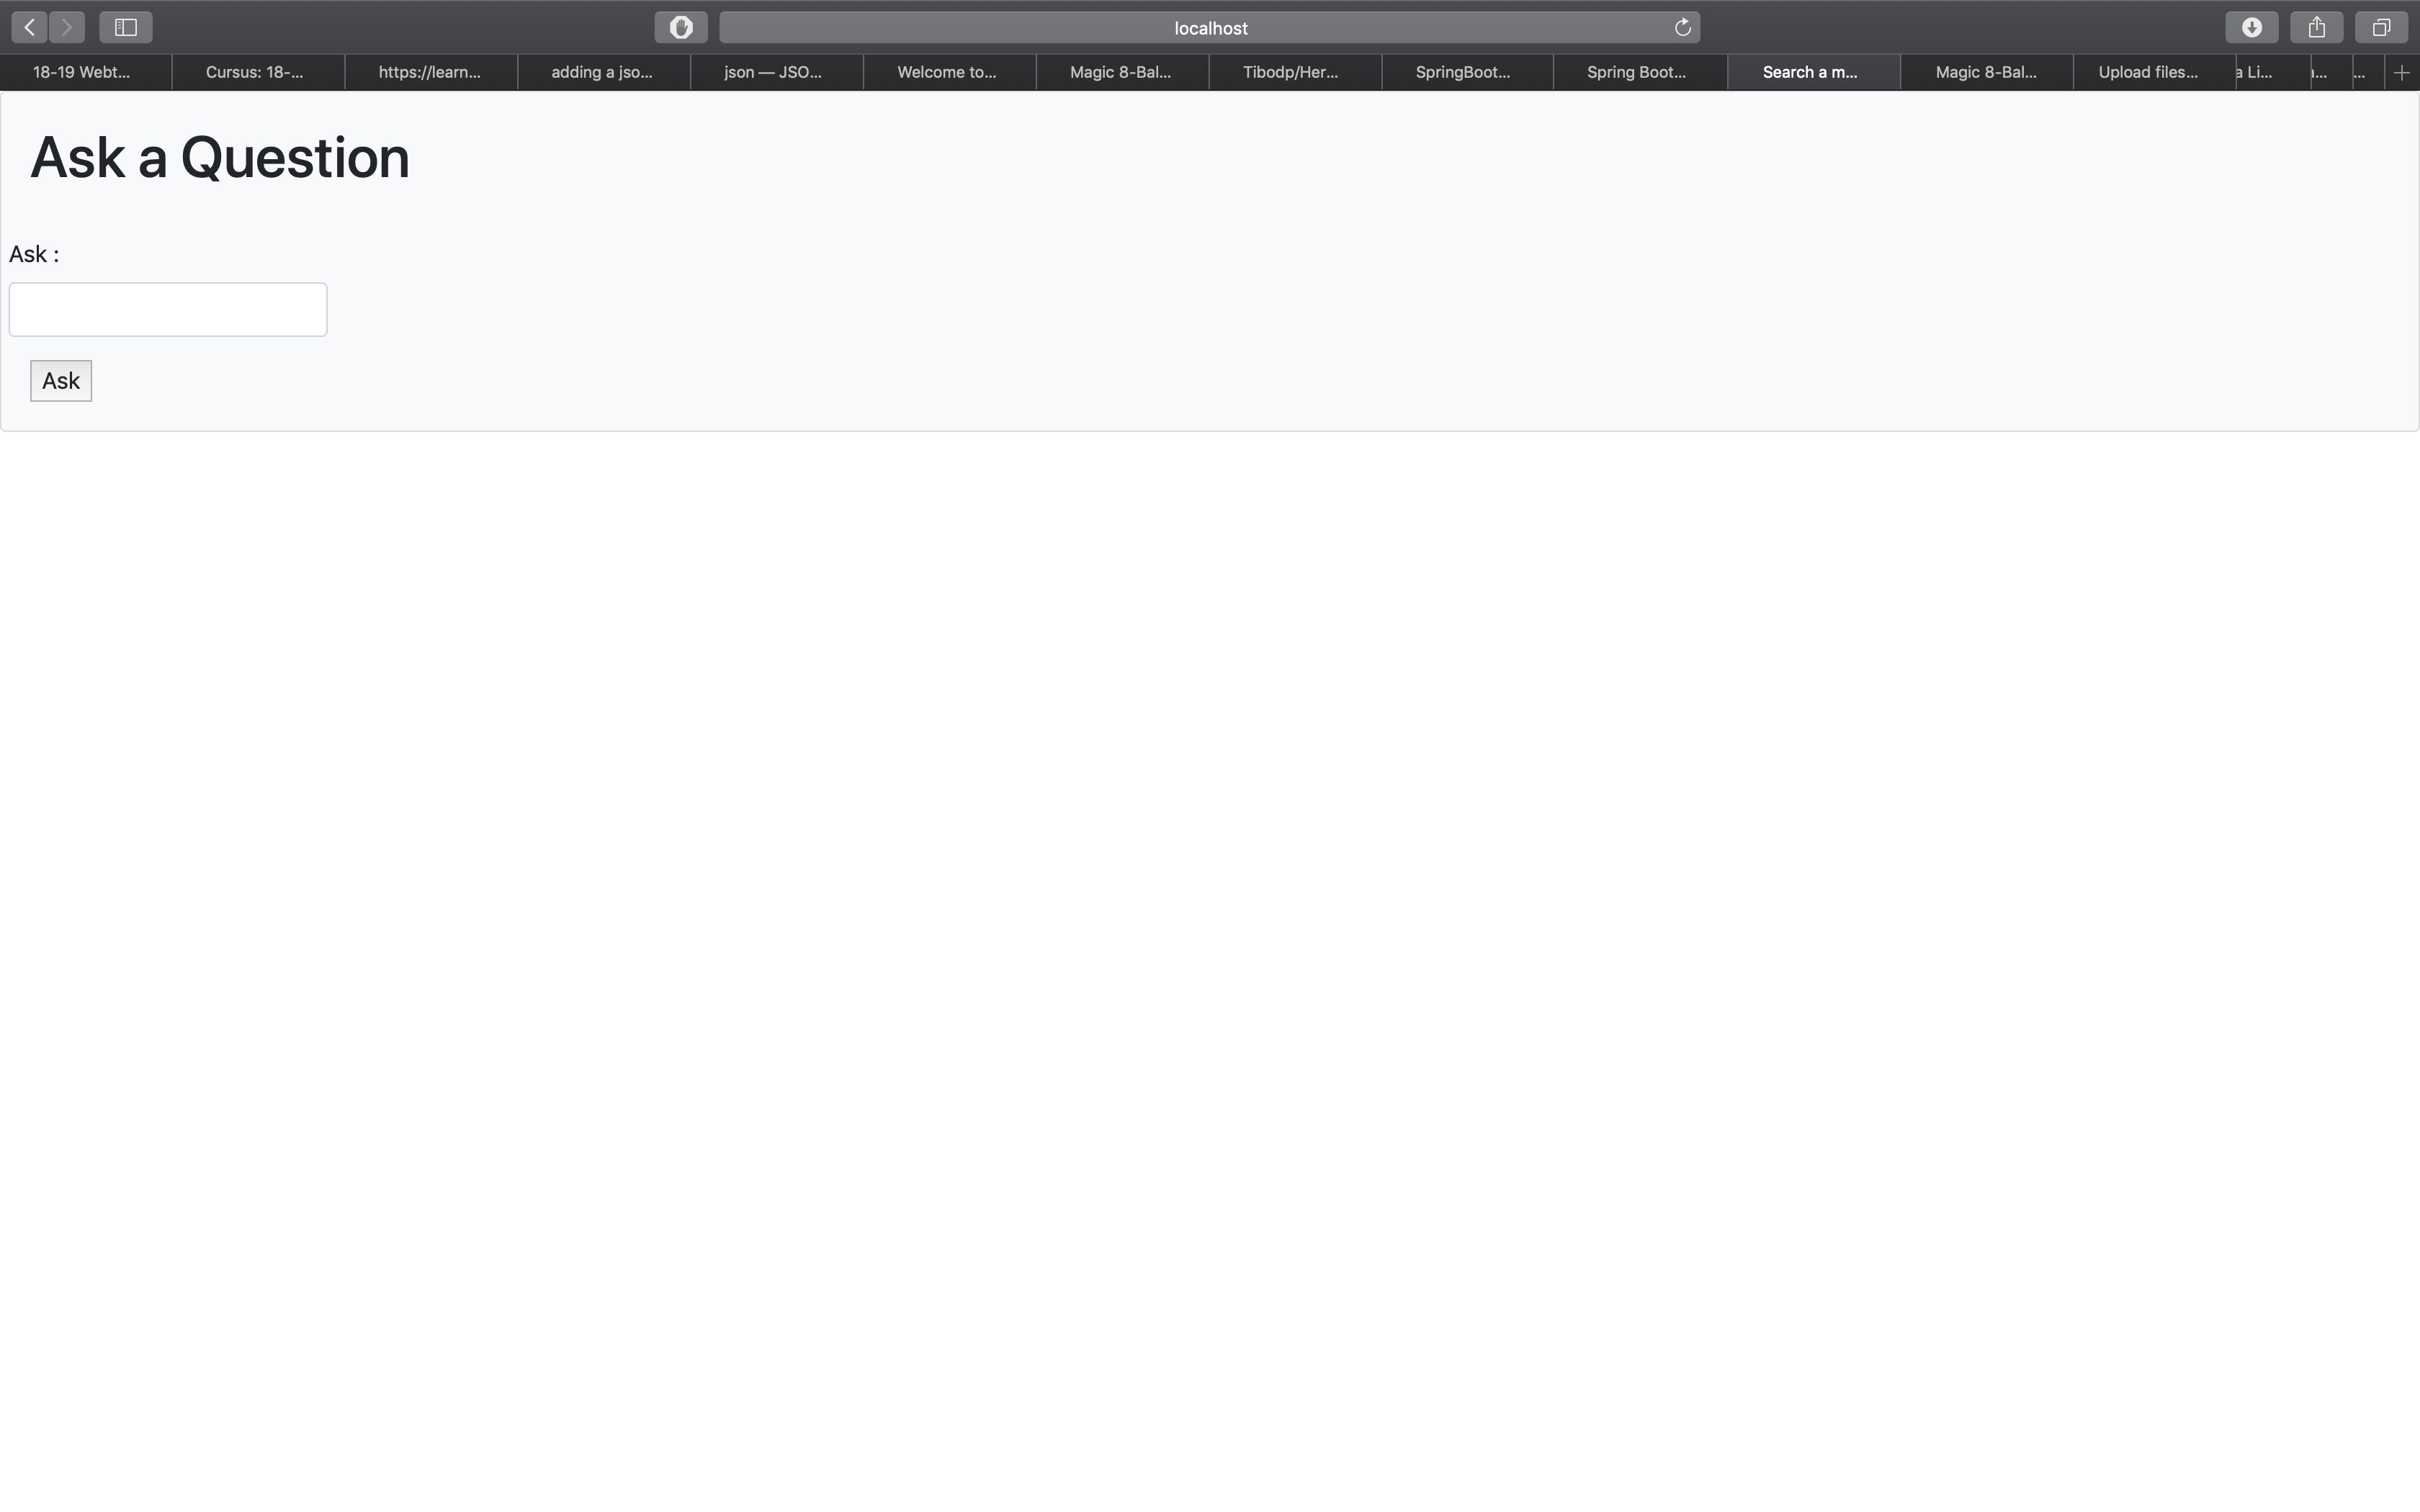 localhost
18-19 Webt... Cursus: 18-... https://learn... adding a jso... json — JSO... Welcome to... Magic 8-Bal... Tibodp/Her... SpringBoot... Spring Boot... Search a m... Magic 8-Bal... Upload files... a Li... ... ...
Ask a Question
Ask :
Ask